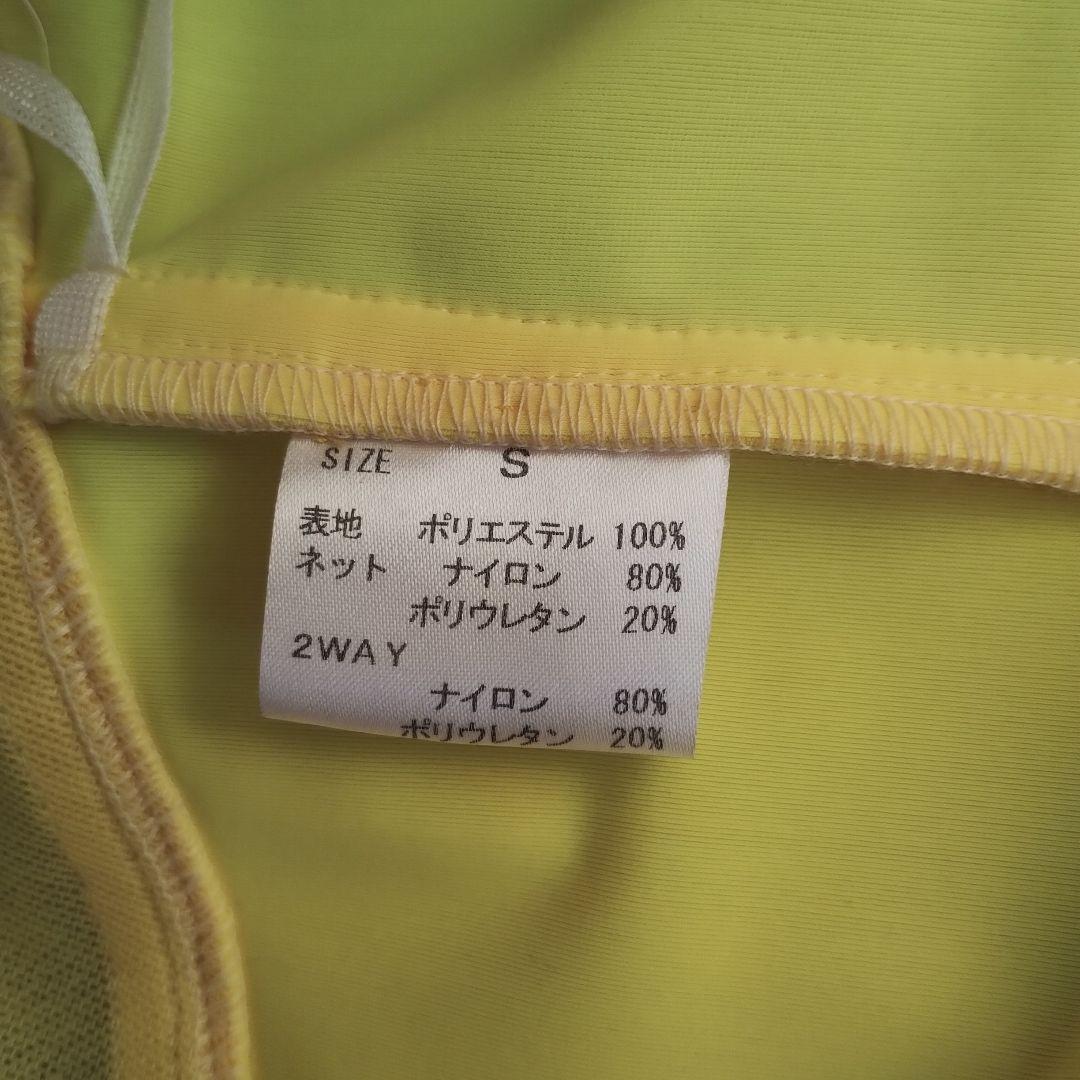 SIZE S
表地 ポリエステル 100%
ネット ナイロン 80%
ポリウレタン 20%
2WAY
ナイロン 80%
ポリウレタン 20%